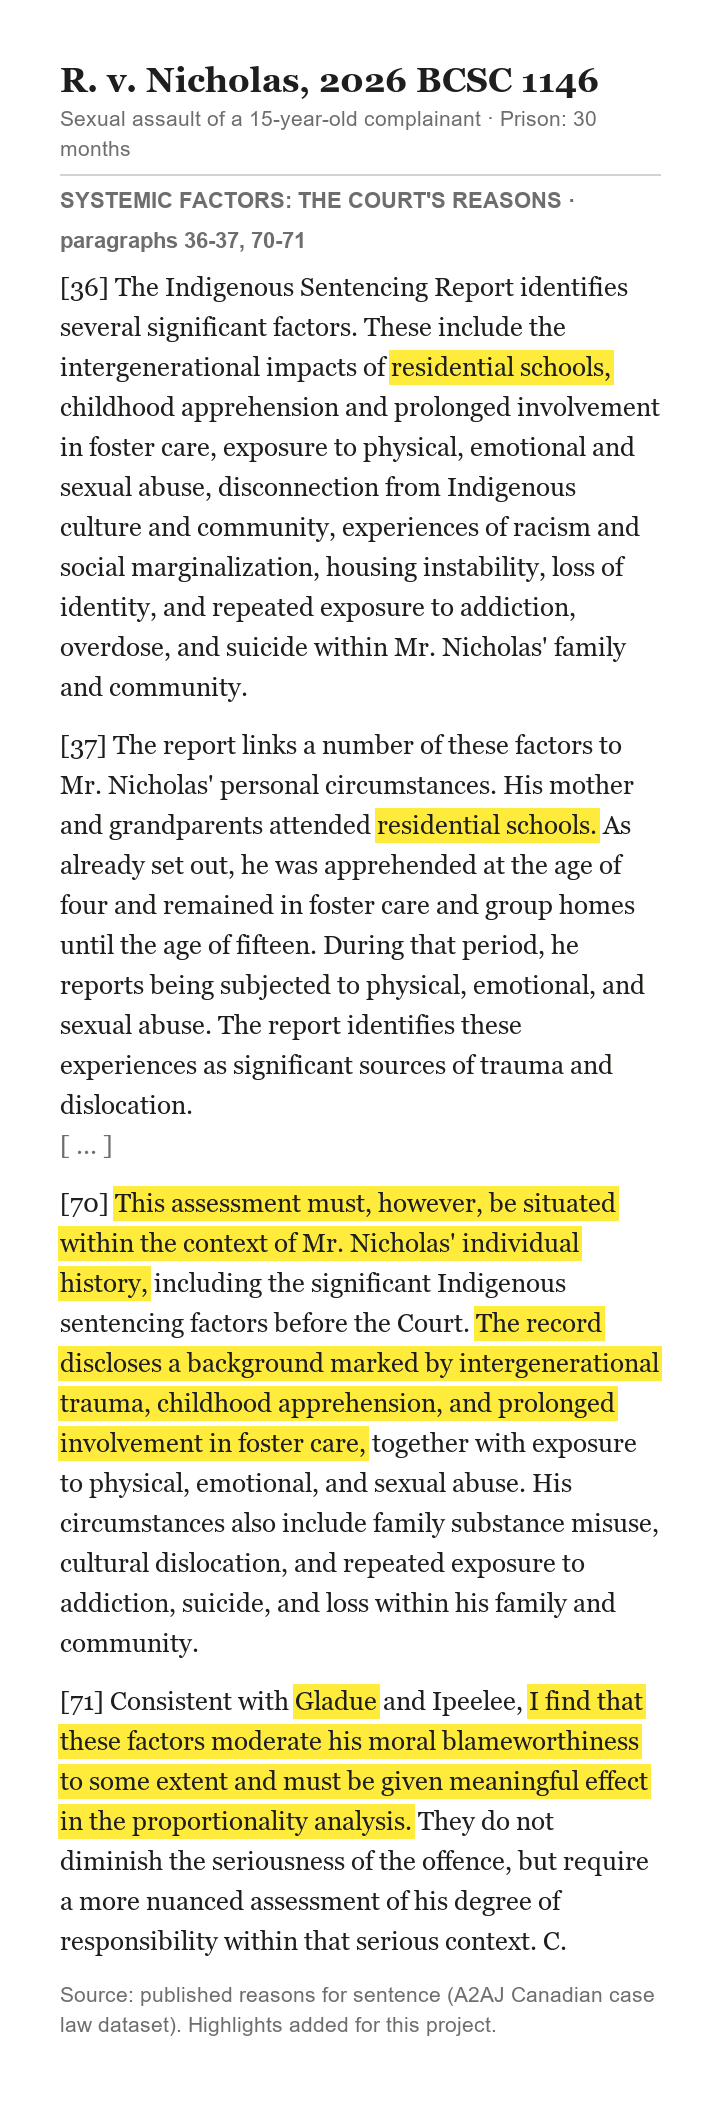 R. v. Nicholas, 2026 BCSC 1146
Sexual assault of a 15-year-old complainant · Prison: 30
months
SYSTEMIC FACTORS: THE COURT'S REASONS ·
paragraphs 36-37, 70-71
[36] The Indigenous Sentencing Report identifies
several significant factors. These include the
intergenerational impacts of residential schools,
childhood apprehension and prolonged involvement
in foster care, exposure to physical, emotional and
sexual abuse, disconnection from Indigenous
culture and community, experiences of racism and
social marginalization, housing instability, loss of
identity, and repeated exposure to addiction,
overdose, and suicide within Mr. Nicholas' family
and community.
[37] The report links a number of these factors to
Mr. Nicholas' personal circumstances. His mother
and grandparents attended residential schools. As
already set out, he was apprehended at the age of
four and remained in foster care and group homes
until the age of fifteen. During that period, he
reports being subjected to physical, emotional, and
sexual abuse. The report identifies these
experiences as significant sources of trauma and
dislocation.
[ ... ]
[70] This assessment must, however, be situated
within the context of Mr. Nicholas' individual
history, including the significant Indigenous
sentencing factors before the Court. The record
discloses a background marked by intergenerational
trauma, childhood apprehension, and prolonged
involvement in foster care, together with exposure
to physical, emotional, and sexual abuse. His
circumstances also include family substance misuse,
cultural dislocation, and repeated exposure to
addiction, suicide, and loss within his family and
community.
[71] Consistent with Gladue and Ipeelee, I find that
these factors moderate his moral blameworthiness
to some extent and must be given meaningful effect
in the proportionality analysis. They do not
diminish the seriousness of the offence, but require
a more nuanced assessment of his degree of
responsibility within that serious context. C.
Source: published reasons for sentence (A2AJ Canadian case
law dataset). Highlights added for this project.